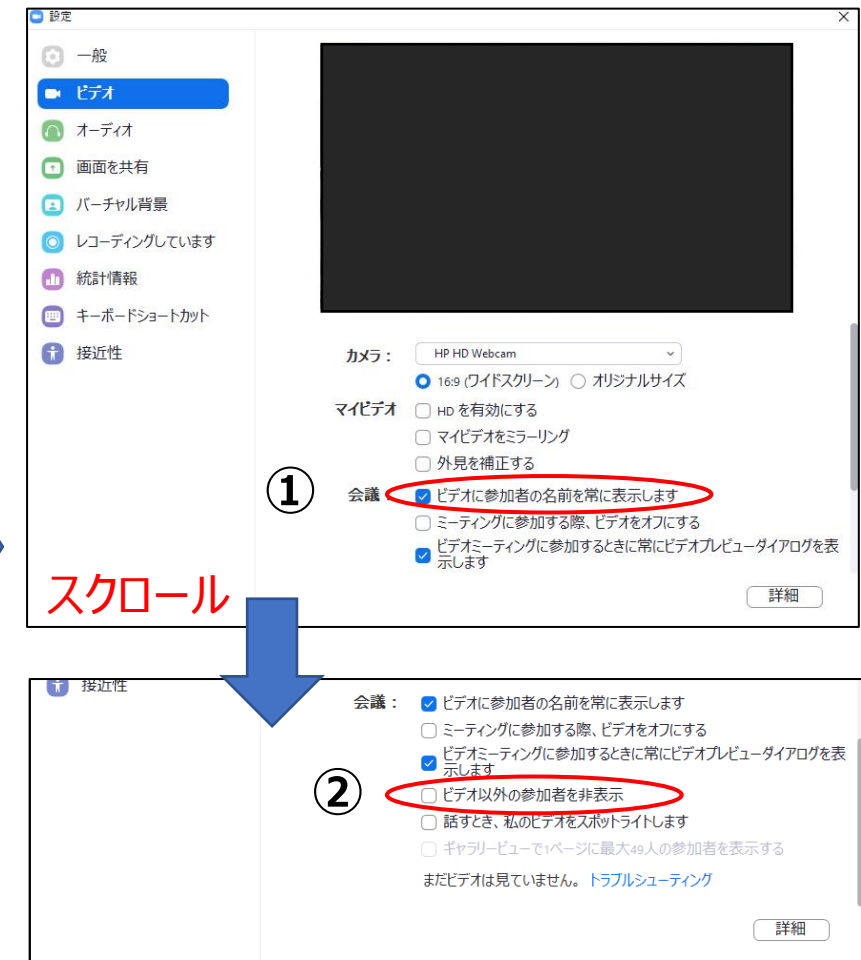 設定
一般
ビデオ
オーディオ
画面を共有
バーチャル背景
レコーディングしています
統計情報
キーボードショートカット
接近性
カメラ：
HP HD Webcam
16:9 (ワイドスクリーン)
オリジナルサイズ
マイビデオ
HD を有効にする
マイビデオをミラーリング
外見を補正する
①
会議：
ビデオに参加者の名前を常に表示します
ミーティングに参加する際、ビデオをオフにする
ビデオミーティングに参加するときに常にビデオプレビューダイアログを表
示します
詳細
スクロール
接近性
会議：
ビデオに参加者の名前を常に表示します
ミーティングに参加する際、ビデオをオフにする
ビデオミーティングに参加するときに常にビデオプレビューダイアログを表
示します
②
ビデオ以外の参加者を非表示
話すとき、私のビデオをスポットライトします
ギャラリービューで1ページに最大49人の参加者を表示する
まだビデオは見ていません。 トラブルシューティング
詳細